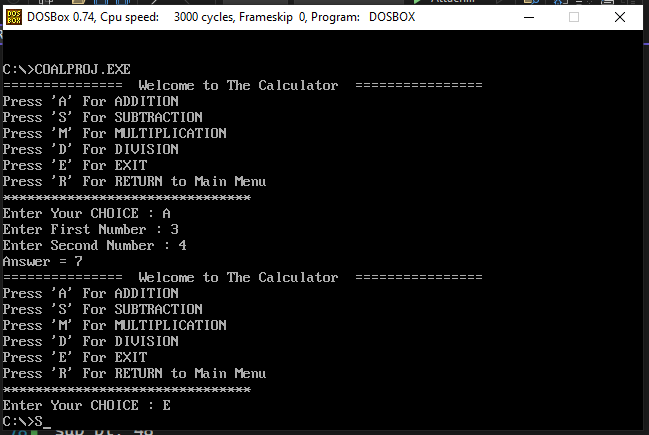 DOS
BOX
DOSBox 0.74, Cpu speed: 3000 cycles, Frameskip 0, Program: DOSBOX
C:\>COALPROJ.EXE
=============== Welcome to The Calculator ================
Press 'A' For ADDITION
Press 'S' For SUBTRACTION
Press 'M' For MULTIPLICATION
Press 'D' For DIVISION
Press 'E' For EXIT
Press 'R' For RETURN to Main Menu
*******************************
Enter Your CHOICE : A
Enter First Number : 3
Enter Second Number : 4
Answer = 7
=============== Welcome to The Calculator ================
Press 'A' For ADDITION
Press 'S' For SUBTRACTION
Press 'M' For MULTIPLICATION
Press 'D' For DIVISION
Press 'E' For EXIT
Press 'R' For RETURN to Main Menu
*******************************
Enter Your CHOICE : E
C:\>S_